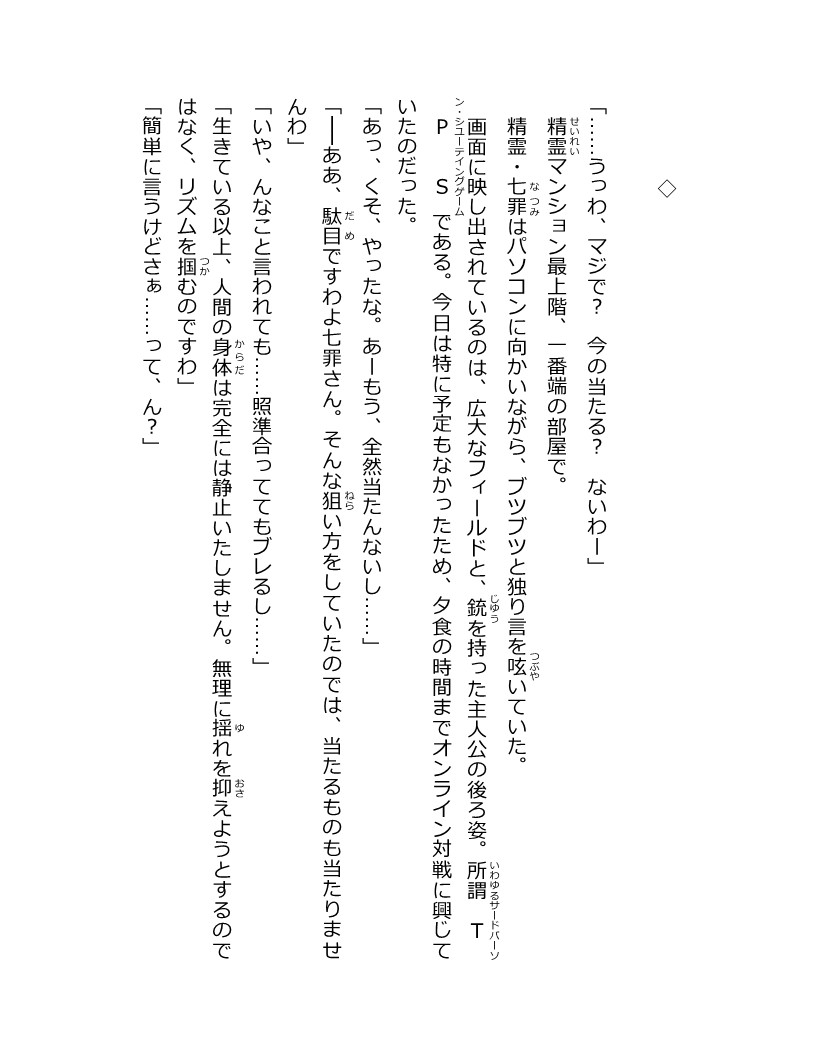 ◇
「……うっわ、マジで？　今の当たる？　ないわー」
精霊マンション最上階、一番端の部屋で。
精霊・七罪はパソコンに向かいながら、ブツブツと独り言を呟いていた。
画面に映し出されているのは、広大なフィールドと、銃を持った主人公の後ろ姿。所謂T
PSである。今日は特に予定もなかったため、夕食の時間までオンライン対戦に興じて
いたのだった。
「あっ、くそ、やったな。あーもう、全然当たんないし……」
「――ああ、駄目ですわよ七罪さん。そんな狙い方をしていたのでは、当たるものも当たりませ
んわ」
「いや、んなこと言われても……照準合っててもブレるし……」
「生きている以上、人間の身体は完全には静止いたしません。無理に揺れを抑えようとするので
はなく、リズムを掴むのですわ」
「簡単に言うけどさぁ……って、ん？」